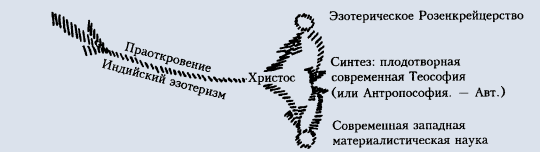 Праоткровение
Индийский эзотеризм
Христос
Эзотерическое Розенкрейцерство
Синтез: плодотворная
современная Теософия
(или Антропософия. — Авт.)
Современная западная
материалистическая наука